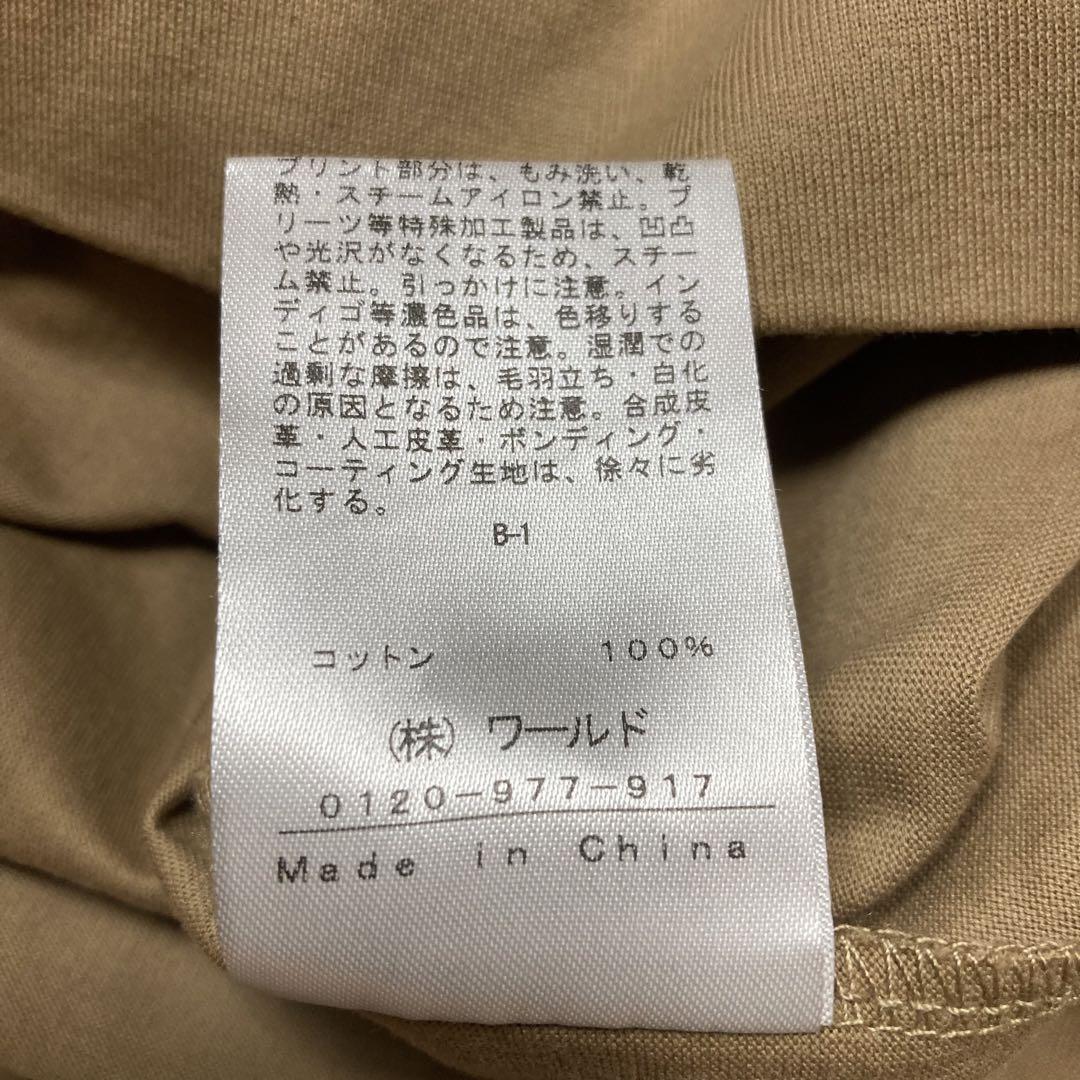 プリント部分は、もみ洗い、乾
熱・スチームアイロン禁止。プ
リーツ等特殊加工製品は、凹凸
や光沢がなくなるため、スチー
ム禁止。引っかけに注意。イン
ディゴ等濃色品は、色移りする
ことがあるので注意。湿潤での
過剰な摩擦は、毛羽立ち・白化
の原因となるため注意。合成皮
革・人工皮革・ボンディング・
コーティング生地は、徐々に劣
化する。
B-1
コットン 100%
(株) ワールド
0120-977-917
Made in China